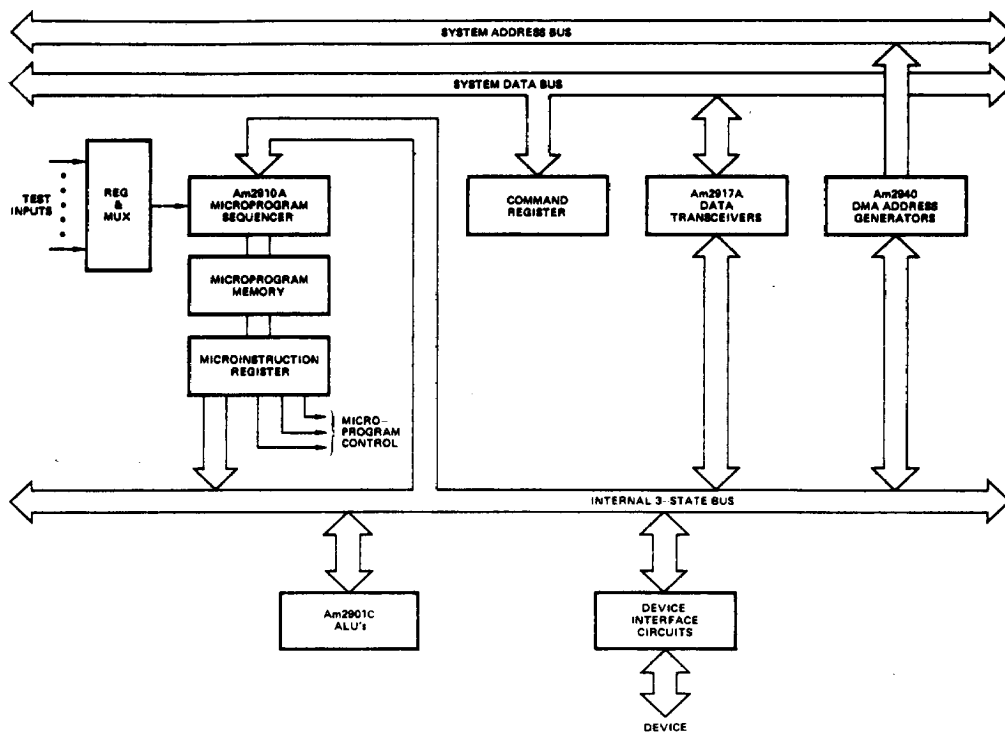 SYSTEM ADDRESS BUS
SYSTEM DATA BUS
TEST
INPUTS
REG
&
MUX
Am2910A
MICROPROGRAM
SEQUENCER
COMMAND
REGISTER
Am2917A
DATA
TRANSCEIVERS
Am2940
DMA ADDRESS
GENERATORS
MICROPROGRAM
MEMORY
MICROINSTRUCTION
REGISTER
MICRO-
PROGRAM
CONTROL
INTERNAL 3-STATE BUS
Am2901C
ALU's
DEVICE
INTERFACE
CIRCUITS
DEVICE